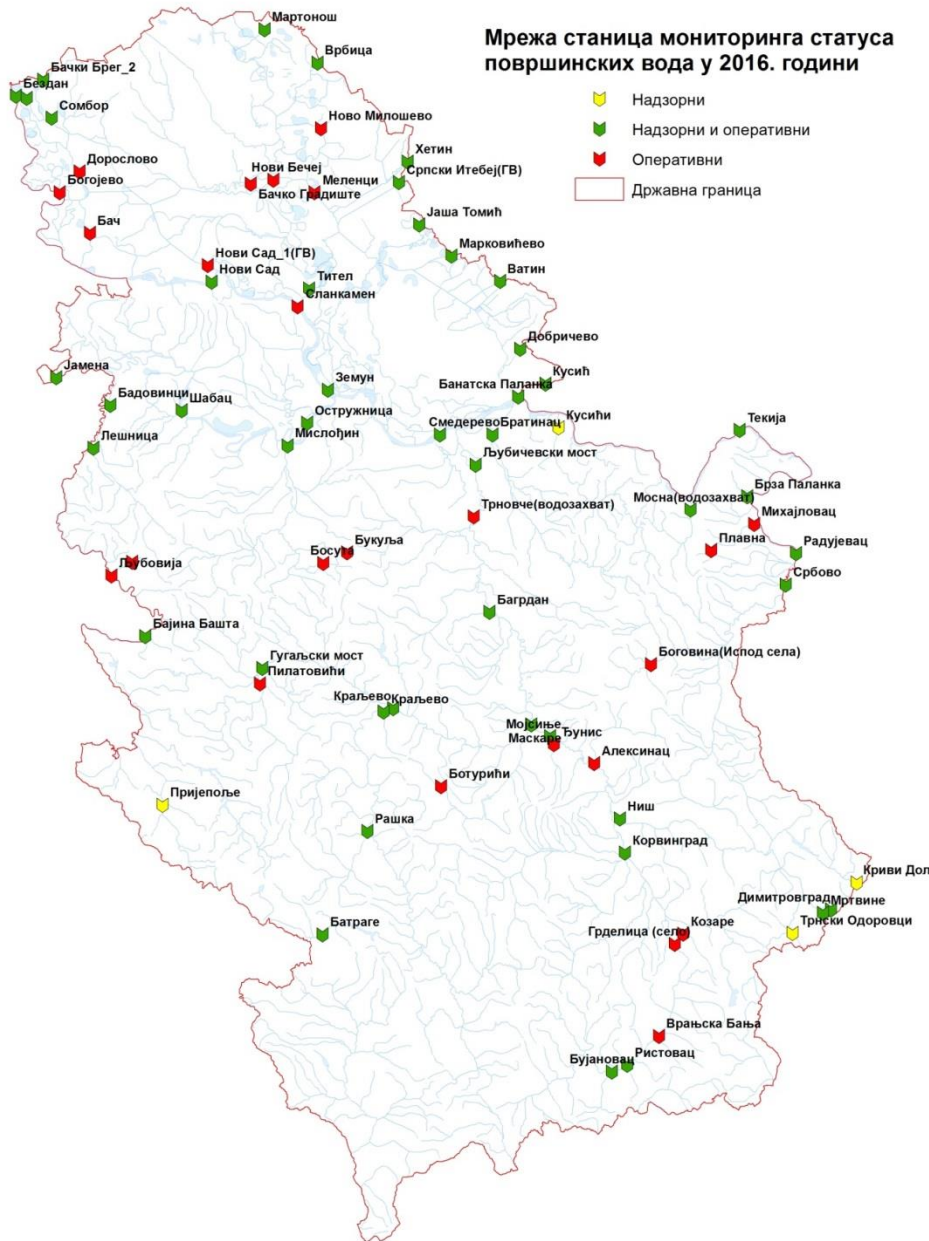 Мрежа станица мониторинга статуса
површинских вода у 2016. години
Надзорни
Надзорни и оперативни
Оперативни
Државна граница
Мартонош
Врбица
Бачки Брег_2
Бездан
Сомбор
Ново Милошево
Хетин
Дорослово
Нови Бечеј
Српски Итебеј(ГВ)
Богојево
Меленци
Бачко Градиште
Бач
Јаша Томић
Марковићево
Нови Сад_1(ГВ)
Нови Сад
Тител
Ватин
Сланкамен
Добричево
Јамена
Земун
Кусић
Банатска Паланка
Бадовинци
Шабац
Остружница
Кусићи
Смедерево
Братинац
Текија
Лешница
Мислођин
Љубичевски мост
Брза Паланка
Мосна(водозахват)
Михајловац
Трновче(водозахват)
Плавна
Радујевац
Букуља
Босута
Љубовија
Србово
Багрдан
Бајина Башта
Гугаљски мост
Пилатовићи
Боговина(Испод села)
Краљево
Краљево
Мојсиње
Ђунис
Маскаре
Алексинац
Ботурићи
Пријепоље
Ниш
Рашка
Корвинград
Криви Дол
Димитровград
Мртвине
Батраге
Козаре
Грделица (село)
Трнски Одоровци
Врањска Бања
Ристовац
Бујановац